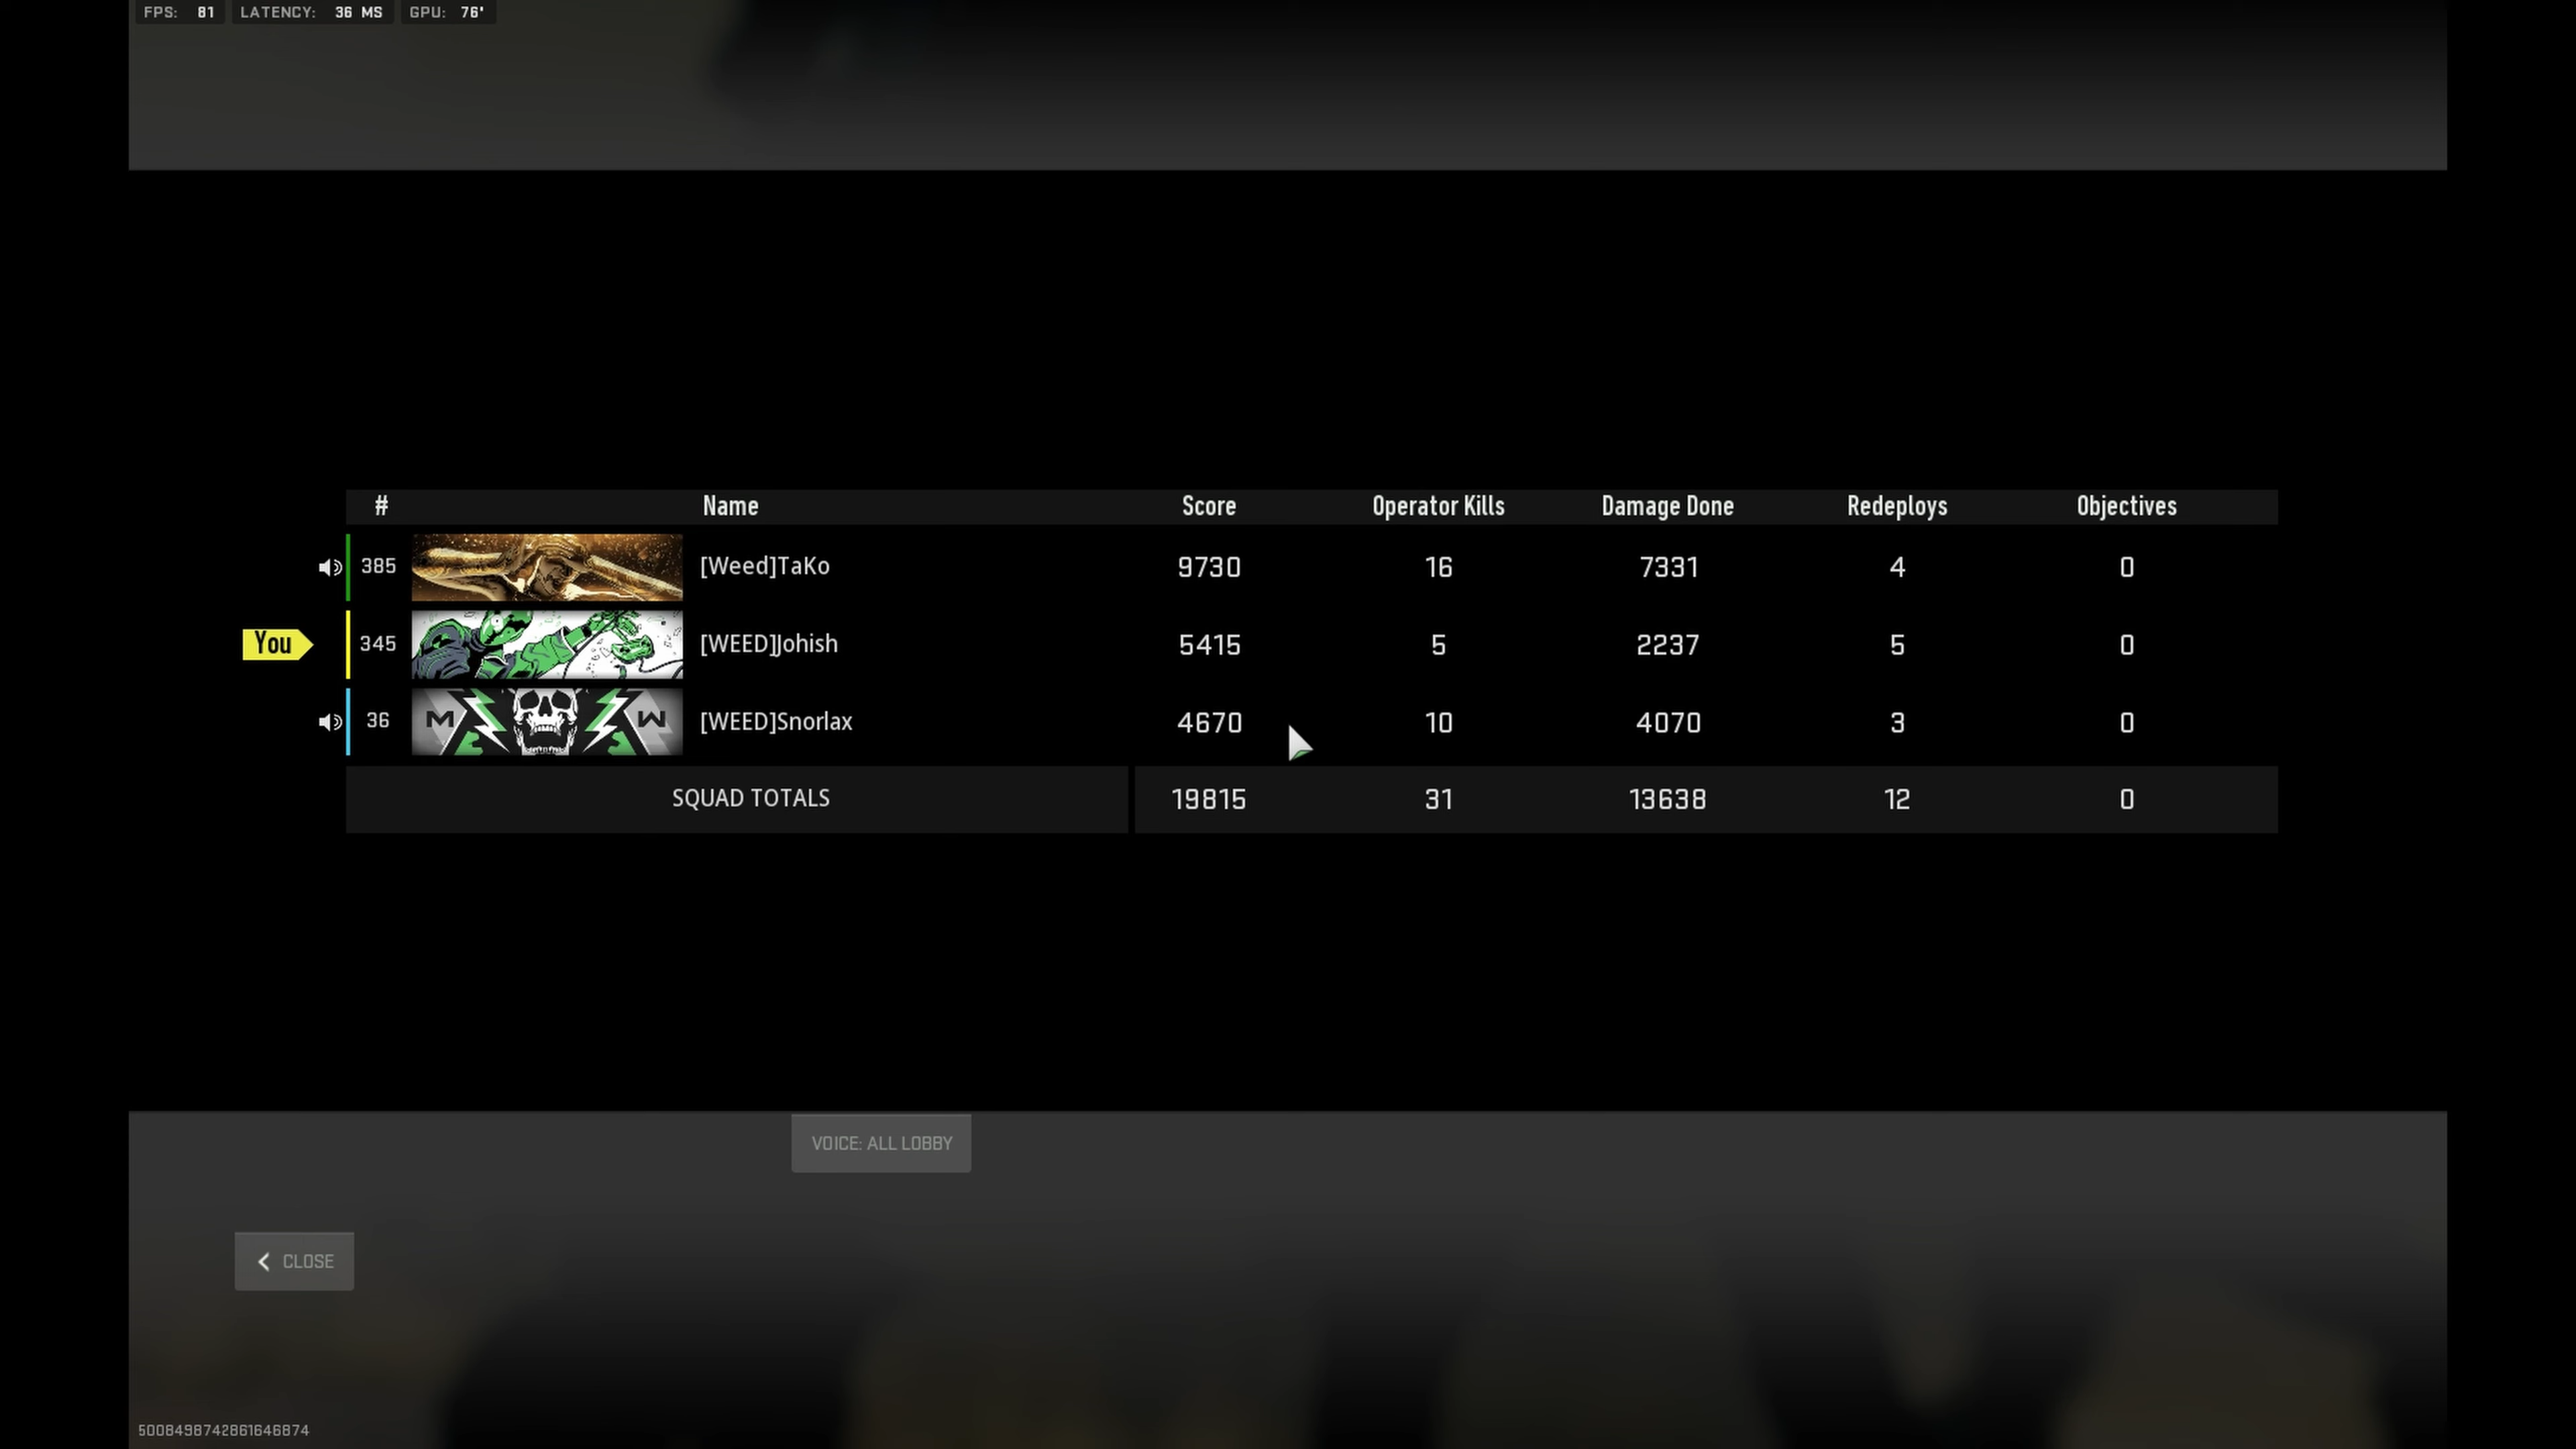 FPS: 81 LATENCY: 36 MS GPU: 76°
# Name Score Operator Kills Damage Done Redeploys Objectives
385 [Weed]TaKo 9730 16 7331 4 0
You 345 [WEED]Johish 5415 5 2237 5 0
36 M W [WEED]Snorlax 4670 10 4070 3 0
SQUAD TOTALS 19815 31 13638 12 0
VOICE: ALL LOBBY
CLOSE
5008498742861646874